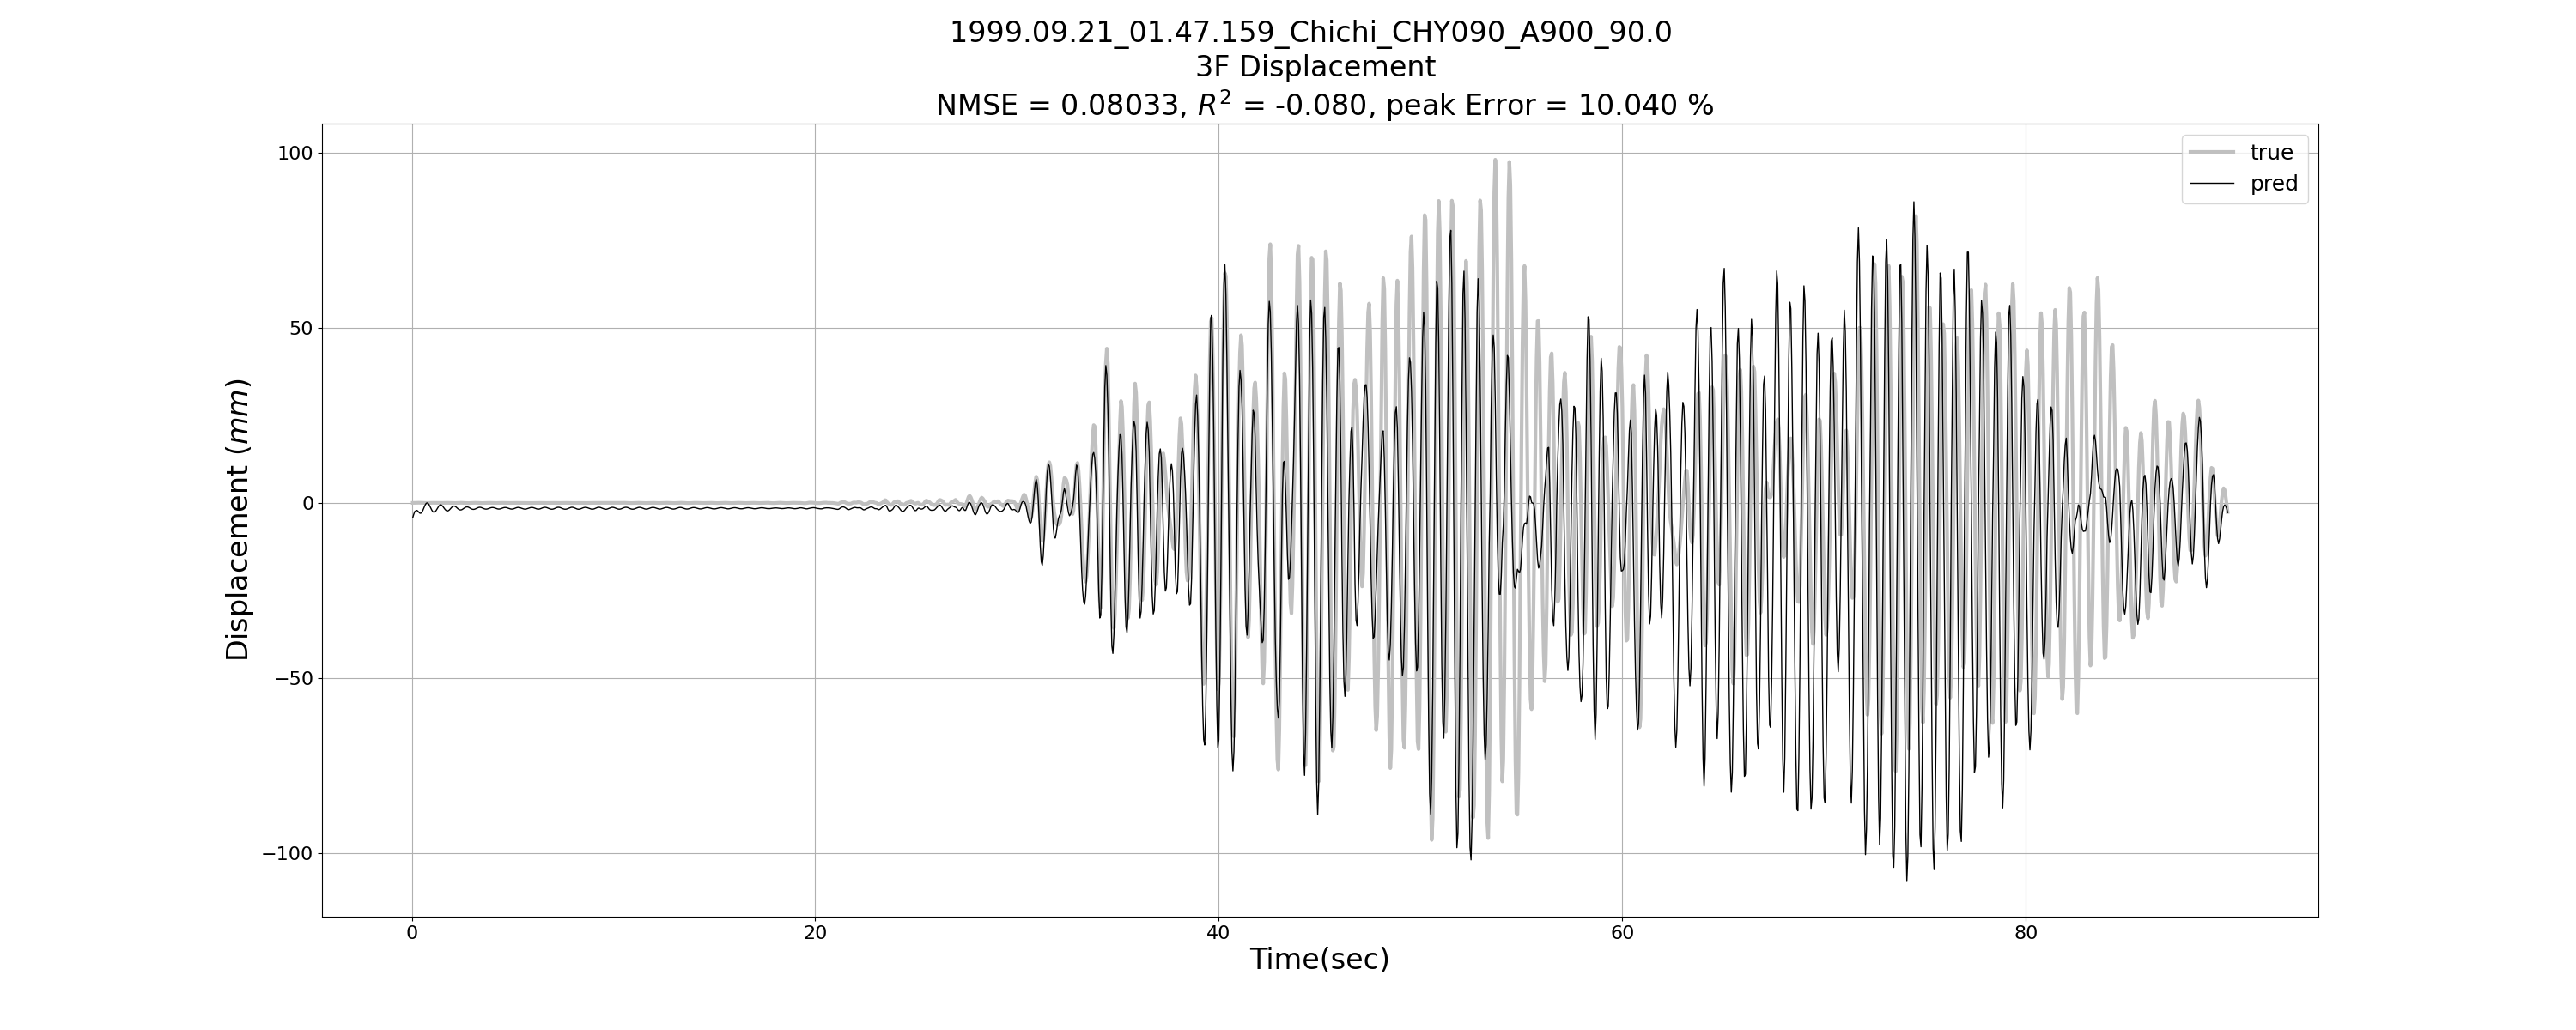 1999.09.21_01.47.159_Chichi_CHY090_A900_90.0
3F Displacement
NMSE = 0.08033, R² = -0.080, peak Error = 10.040 %
true
pred
100
50
0
−50
−100
Displacement (mm)
0 20 40 60 80
Time(sec)